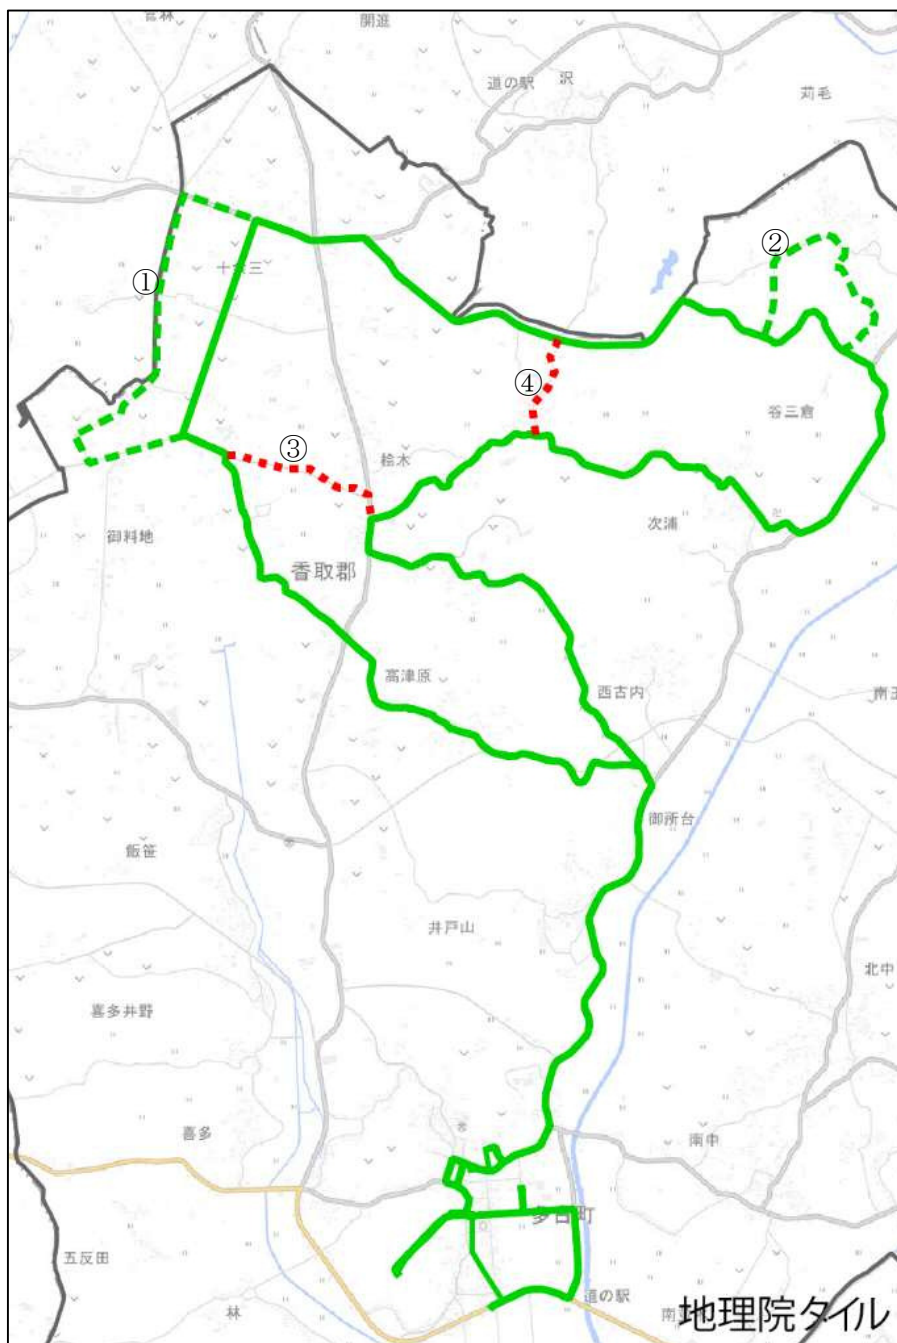 開進
道の駅
沢
苅毛
②
①
十余三
④
谷三倉
③
桧木
御料地
次浦
香取郡
高津原
西古内
御所台
飯笹
井戸山
北中
喜多井野
喜多
南中
多古町
五反田
道の駅
林
地理院タイル